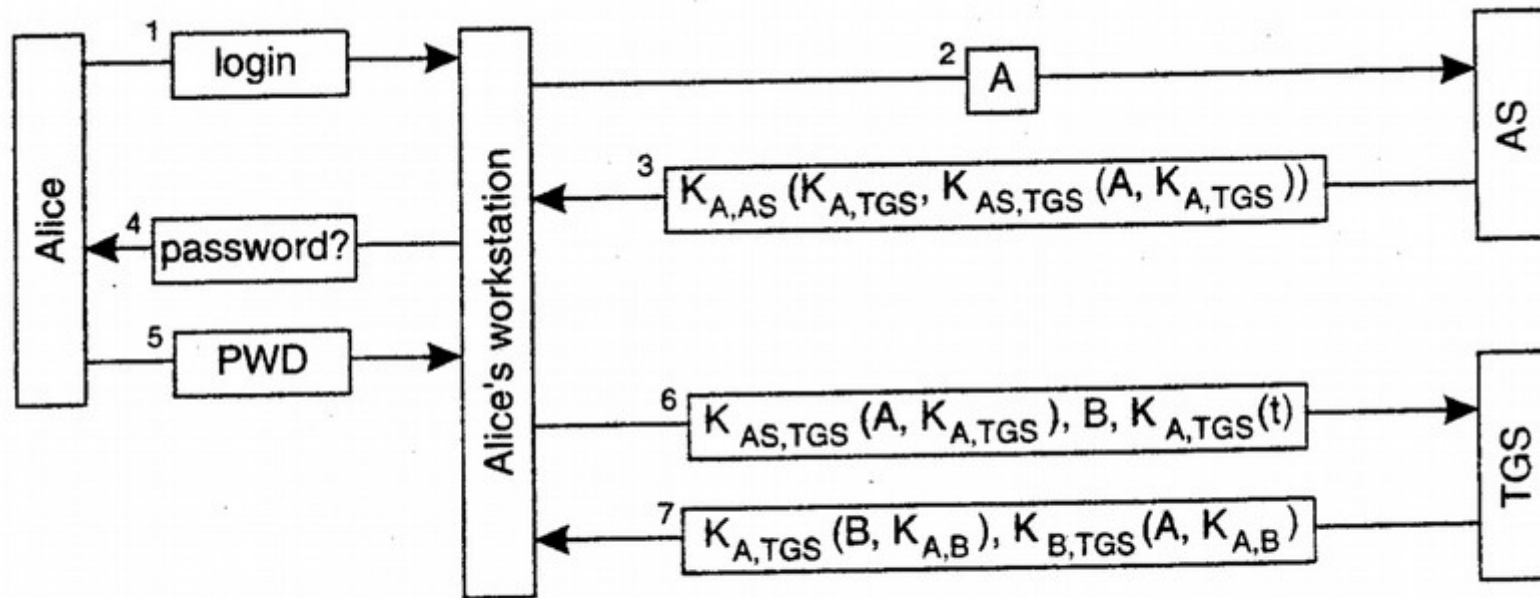 Alice
1
login
Alice's workstation
2
A
AS
3
K A,AS (K A,TGS, K AS,TGS (A, K A,TGS ))
4
password?
5
PWD
6
K AS,TGS (A, K A,TGS ), B, K A,TGS (t)
TGS
7
K A,TGS (B, K A,B ), K B,TGS (A, K A,B )